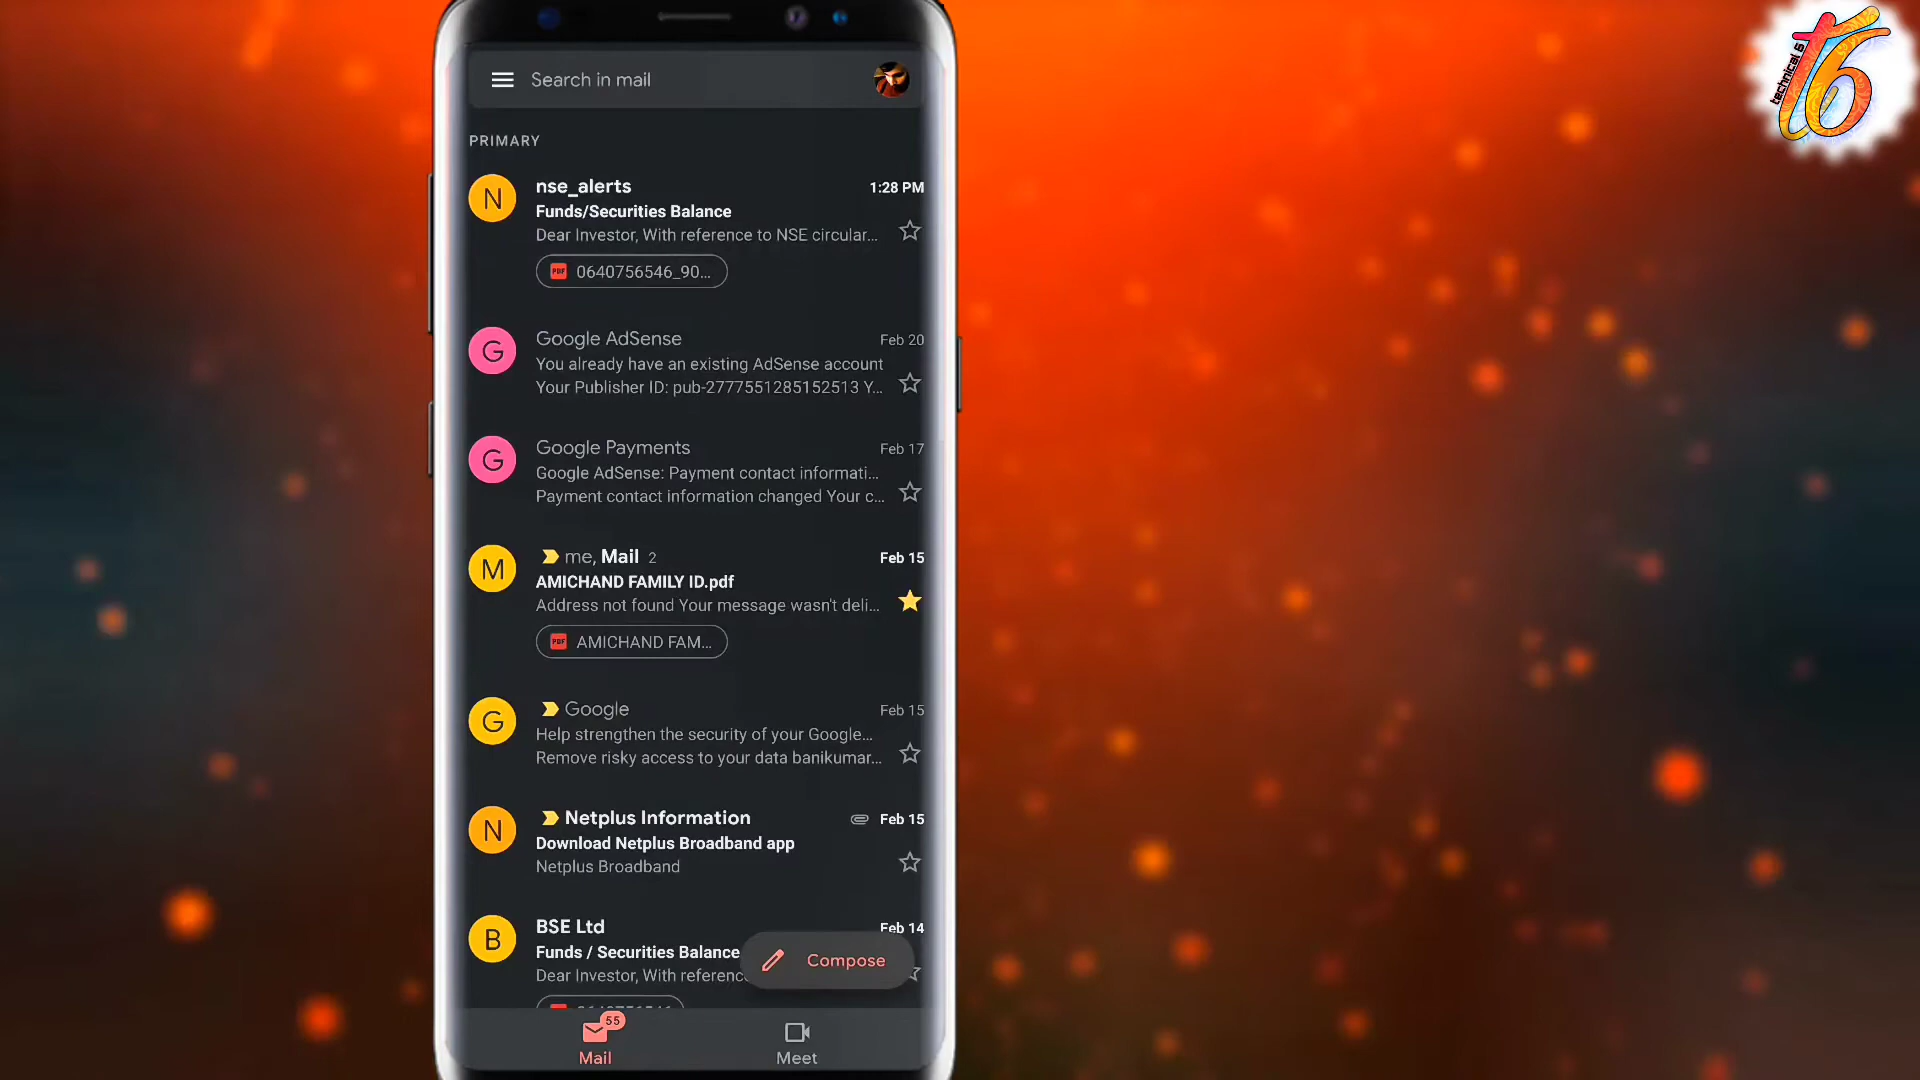 technical 6
t6
Search in mail
PRIMARY
N
nse_alerts
1:28 PM
Funds/Securities Balance
Dear Investor, With reference to NSE circular...
PDF 0640756546_90...
G
Google AdSense
Feb 20
You already have an existing AdSense account
Your Publisher ID: pub-2777551285152513 Y...
G
Google Payments
Feb 17
Google AdSense: Payment contact informati...
Payment contact information changed Your c...
M
me, Mail 2
Feb 15
AMICHAND FAMILY ID.pdf
Address not found Your message wasn't deli...
PDF AMICHAND FAM...
G
Google
Feb 15
Help strengthen the security of your Google...
Remove risky access to your data banikumar...
N
Netplus Information
Feb 15
Download Netplus Broadband app
Netplus Broadband
B
BSE Ltd
Feb 14
Funds / Securities Balance
Dear Investor, With referenc
Compose
55
Mail
Meet